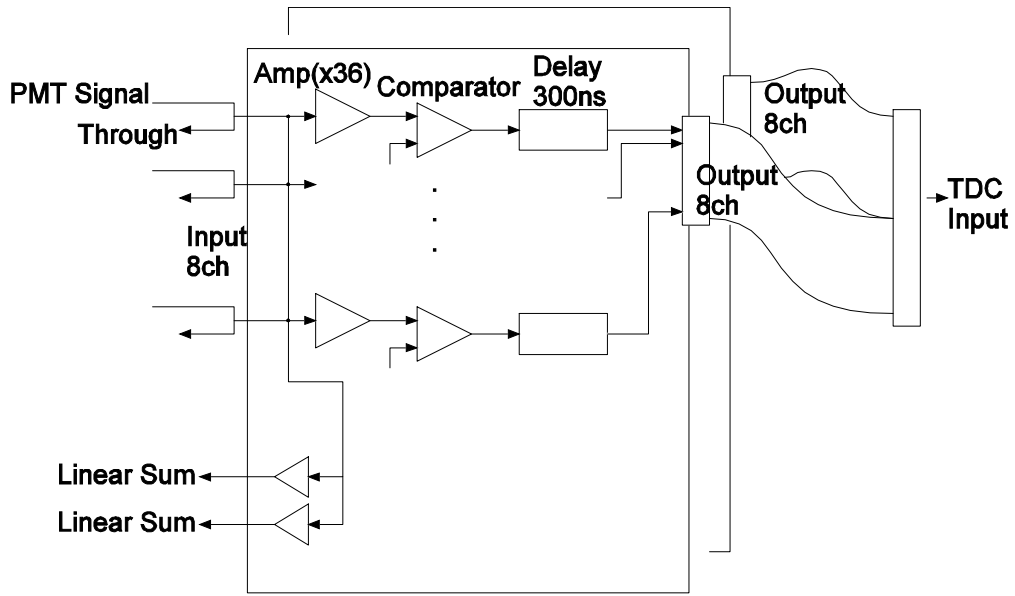 Amp(x36)
Comparator
Delay
300ns
PMT Signal
Through
Input
8ch
Output
8ch
Output
8ch
TDC
Input
Linear Sum
Linear Sum